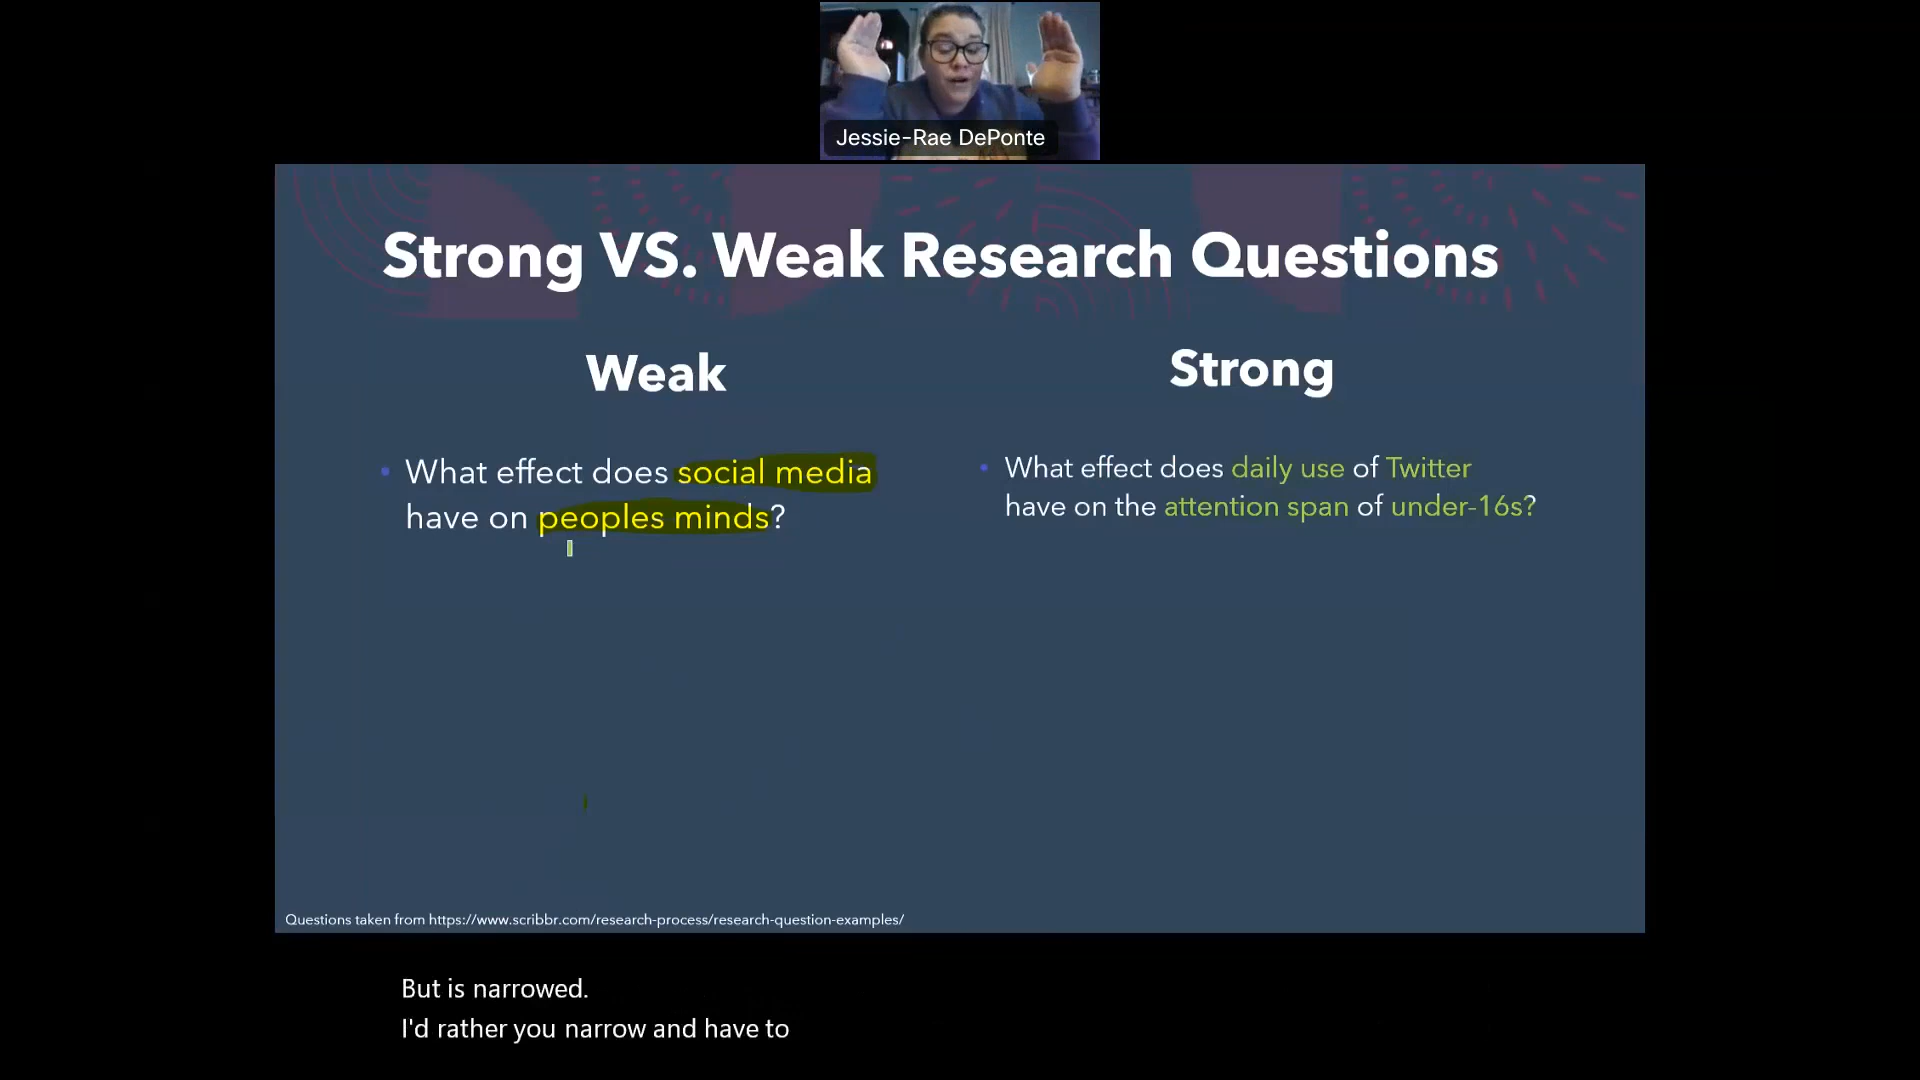 Jessie-Rae DePonte
Strong VS. Weak Research Questions
Weak
What effect does social media
have on peoples minds?
Strong
What effect does daily use of Twitter
have on the attention span of under-16s?
Questions taken from https://www.scribbr.com/research-process/research-question-examples/
But is narrowed.
I'd rather you narrow and have to